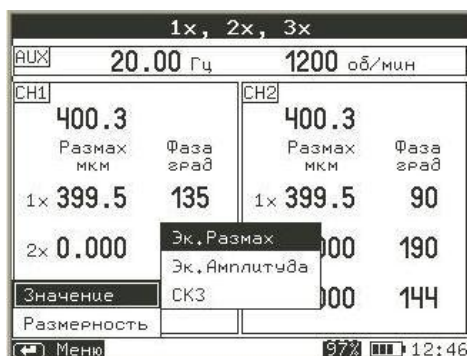 1x, 2x, 3x
AUX 20.00 Гц 1200 об/мин
CH1 CH2
400.3 400.3
Размах Фаза Размах Фаза
мкм град мкм град
1x 399.5 135 1x 399.5 90
2x 0.000 190
Эк.Размах
Эк.Амплитуда
СКЗ
144
Значение
Размерность
Меню 97% 12:46